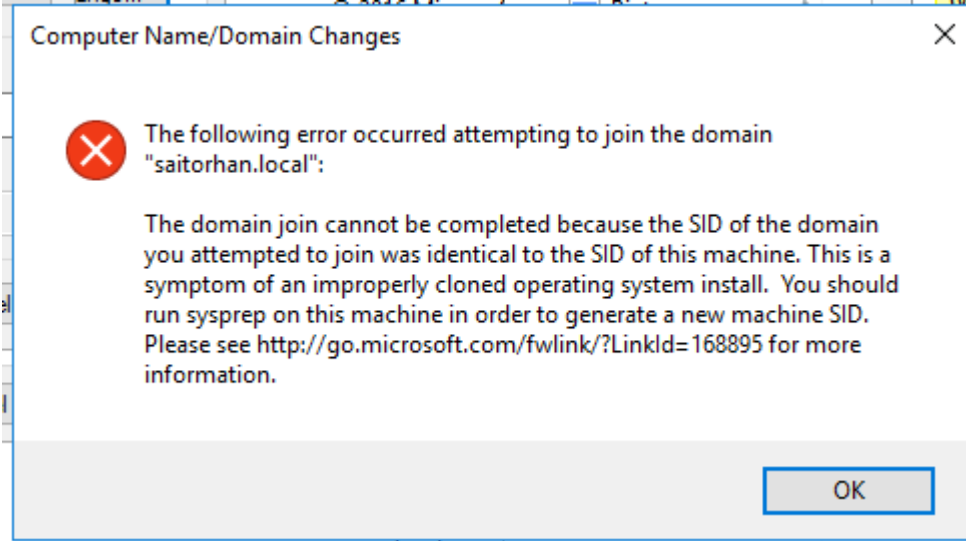 Computer Name/Domain Changes
The following error occurred attempting to join the domain
"saitorhan.local":
The domain join cannot be completed because the SID of the domain
you attempted to join was identical to the SID of this machine. This is a
symptom of an improperly cloned operating system install.  You should
run sysprep on this machine in order to generate a new machine SID.
Please see http://go.microsoft.com/fwlink/?LinkId=168895 for more
information.
OK